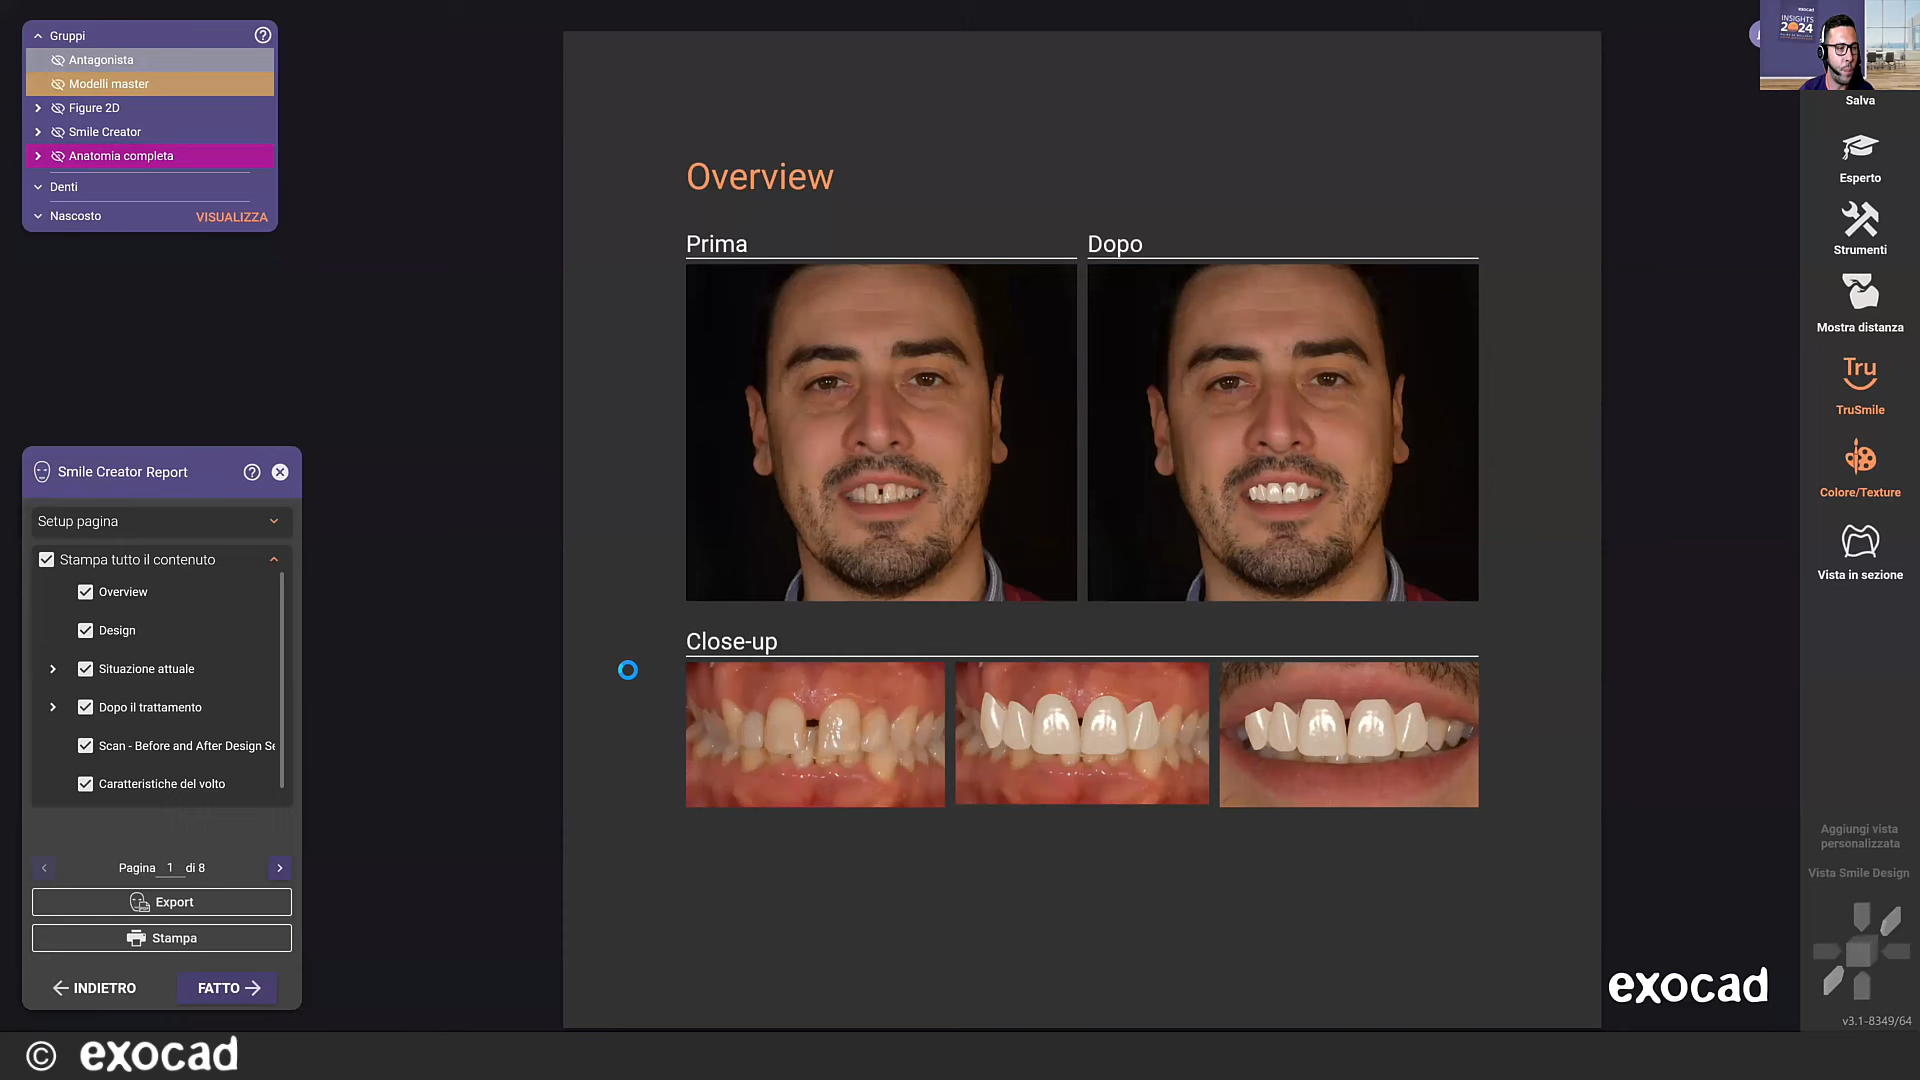 Gruppi
Antagonista
Modelli master
Figure 2D
Smile Creator
Anatomia completa
Denti
Nascosto
VISUALIZZA
Smile Creator Report
Setup pagina
Stampa tutto il contenuto
Overview
Design
Situazione attuale
Dopo il trattamento
Scan - Before and After Design Se
Caratteristiche del volto
Pagina 1 di 8
Export
Stampa
INDIETRO
FATTO
Overview
Prima
Dopo
Close-up
exocad
INSIGHTS
2024
Salva
Esperto
Strumenti
Mostra distanza
Tru
TruSmile
Colore/Texture
Vista in sezione
Aggiungi vista
personalizzata
Vista Smile Design
exocad
v3.1-8349/64
© exocad